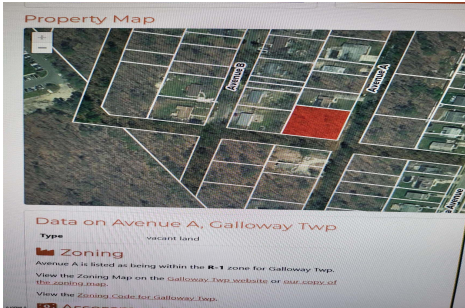 Property Map
+
−
Avenue B
Avenue A
Avenue
Data on Avenue A, Galloway Twp
Type vacant land
Zoning
Avenue A is listed as being within the R-1 zone for Galloway Twp.
View the Zoning Map on the Galloway Twp website or our copy of
the zoning map.
View the Zoning Code for Galloway Twp.